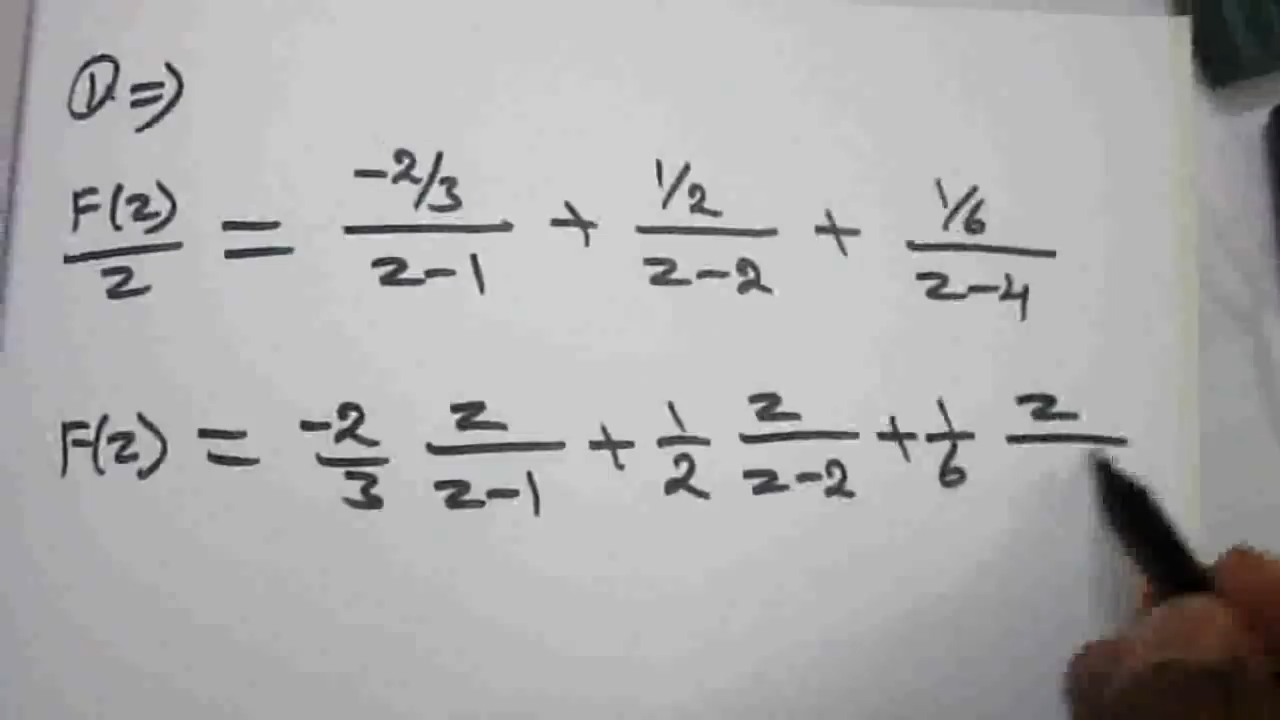 ① ⇒
F(z)/z = -2/3/z-1 + 1/2/z-2 + 1/6/z-4
F(z) = -2/3 z/z-1 + 1/2 z/z-2 + 1/6 z/